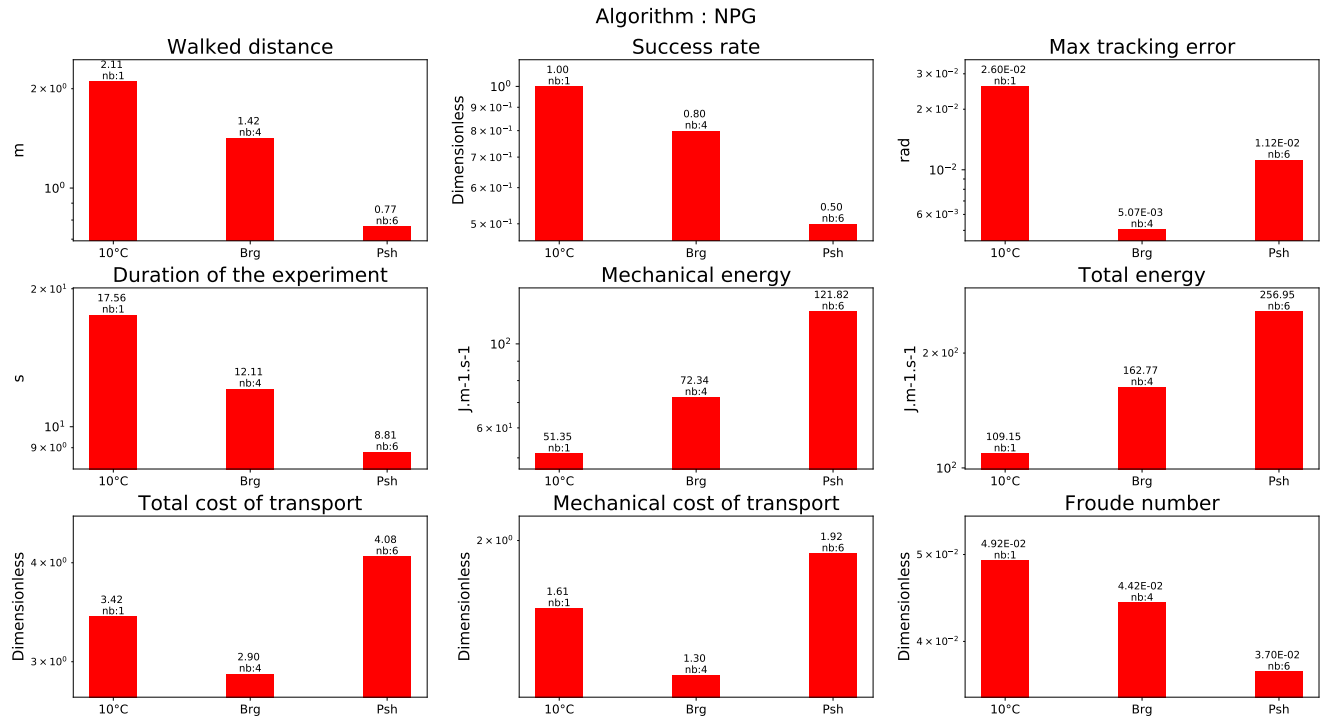 Algorithm : NPG
Walked distance
m
2 × 10⁰
10⁰
2.11
nb:1
1.42
nb:4
0.77
nb:6
10°C
Brg
Psh
Success rate
Dimensionless
10⁰
9 × 10⁻¹
8 × 10⁻¹
7 × 10⁻¹
6 × 10⁻¹
5 × 10⁻¹
1.00
nb:1
0.80
nb:4
0.50
nb:6
10°C
Brg
Psh
Max tracking error
rad
3 × 10⁻²
2 × 10⁻²
10⁻²
6 × 10⁻³
2.60E-02
nb:1
5.07E-03
nb:4
1.12E-02
nb:6
10°C
Brg
Psh
Duration of the experiment
s
2 × 10¹
10¹
9 × 10⁰
17.56
nb:1
12.11
nb:4
8.81
nb:6
10°C
Brg
Psh
Mechanical energy
J.m-1.s-1
10²
6 × 10¹
51.35
nb:1
72.34
nb:4
121.82
nb:6
10°C
Brg
Psh
Total energy
J.m-1.s-1
2 × 10²
10²
109.15
nb:1
162.77
nb:4
256.95
nb:6
10°C
Brg
Psh
Total cost of transport
Dimensionless
4 × 10⁰
3 × 10⁰
3.42
nb:1
2.90
nb:4
4.08
nb:6
10°C
Brg
Psh
Mechanical cost of transport
Dimensionless
2 × 10⁰
1.61
nb:1
1.30
nb:4
1.92
nb:6
10°C
Brg
Psh
Froude number
Dimensionless
5 × 10⁻²
4 × 10⁻²
4.92E-02
nb:1
4.42E-02
nb:4
3.70E-02
nb:6
10°C
Brg
Psh